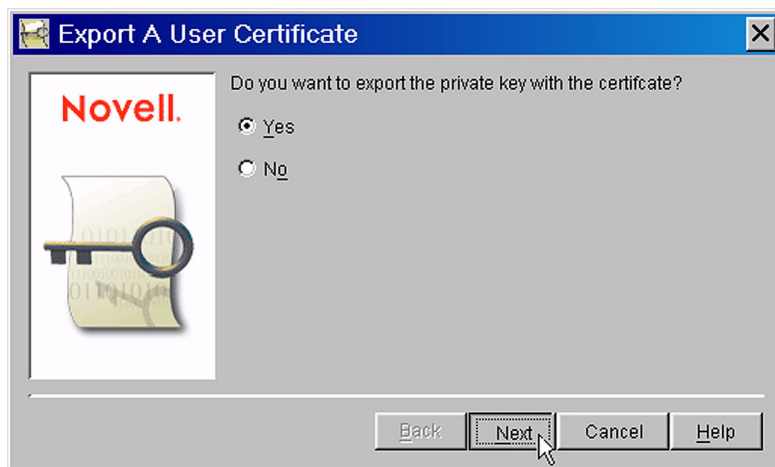 Export A User Certificate
Novell.
Do you want to export the private key with the certifcate?
Yes
No
Back
Next
Cancel
Help